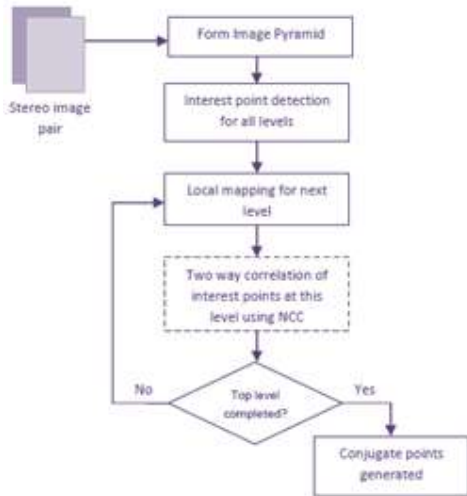 Form Image Pyramid
Stereo image
pair
Interest point detection
for all levels
Local mapping for next
level
Two way correlation of
interest points at this
level using NCC
No
Top level
completed?
Yes
Conjugate points
generated